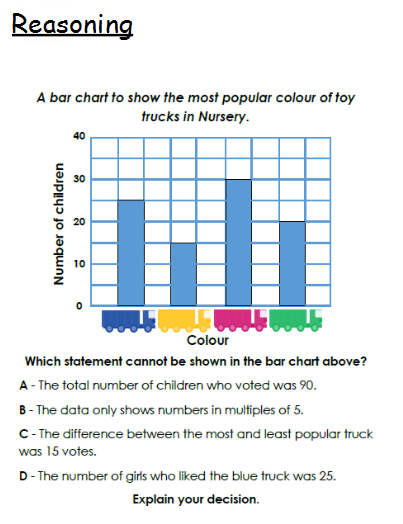 Reasoning
A bar chart to show the most popular colour of toy
trucks in Nursery.
Number of children
40
30
20
10
0
Colour
Which statement cannot be shown in the bar chart above?
A - The total number of children who voted was 90.
B - The data only shows numbers in multiples of 5.
C - The difference between the most and least popular truck
was 15 votes.
D - The number of girls who liked the blue truck was 25.
Explain your decision.